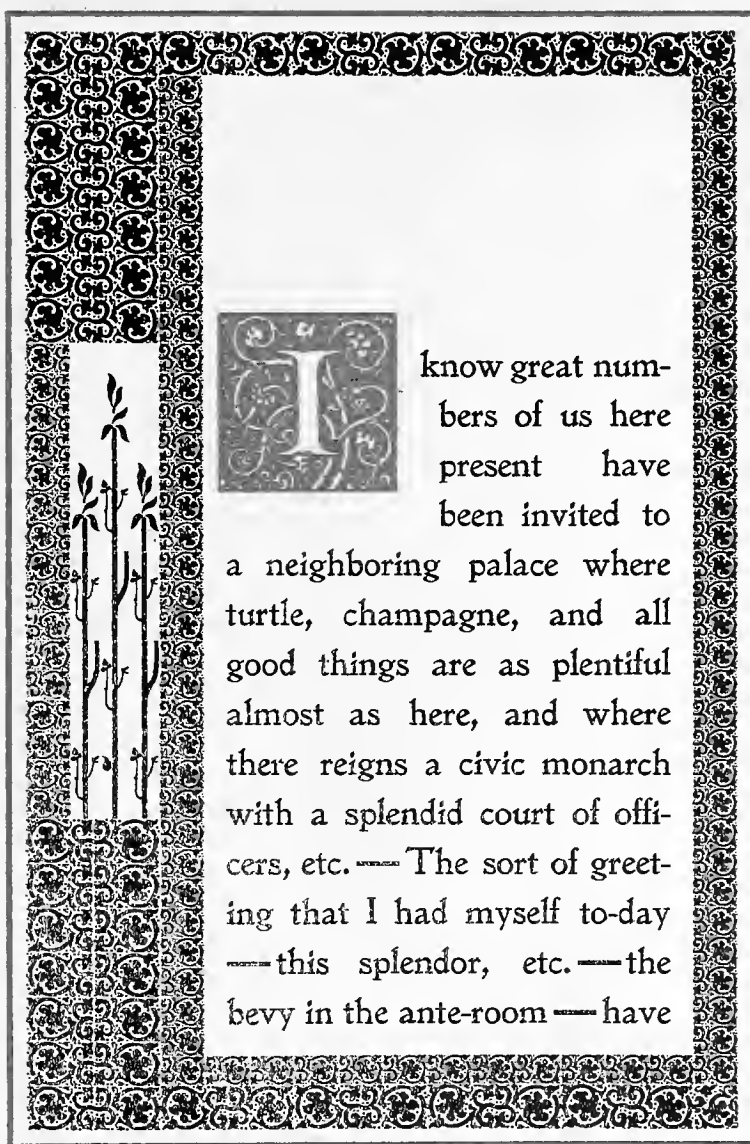 I know great num-
bers of us here
present have
been invited to
a neighboring palace where
turtle, champagne, and all
good things are as plentiful
almost as here, and where
there reigns a civic monarch
with a splendid court of offi-
cers, etc. — The sort of greet-
ing that I had myself to-day
— this splendor, etc. — the
bevy in the ante-room — have